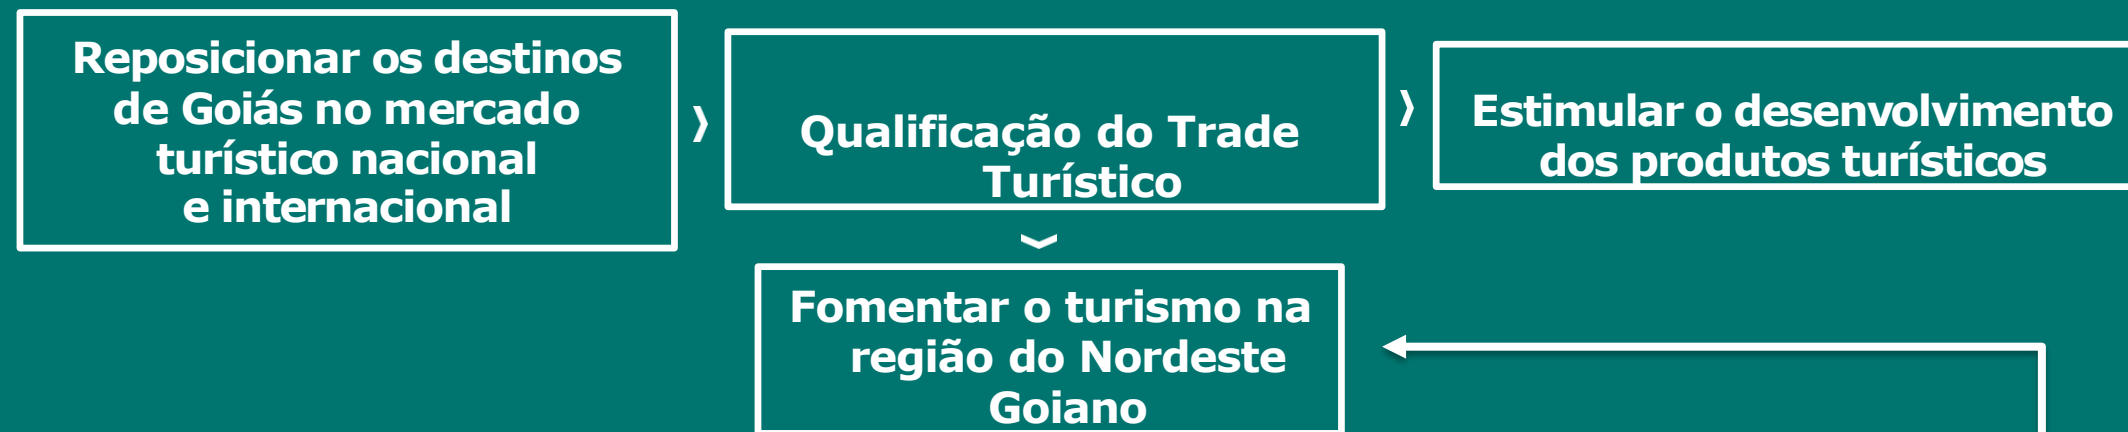 Reposicionar os destinos
de Goiás no mercado
turístico nacional
e internacional
Qualificação do Trade
Turístico
Estimular o desenvolvimento
dos produtos turísticos
Fomentar o turismo na
região do Nordeste
Goiano